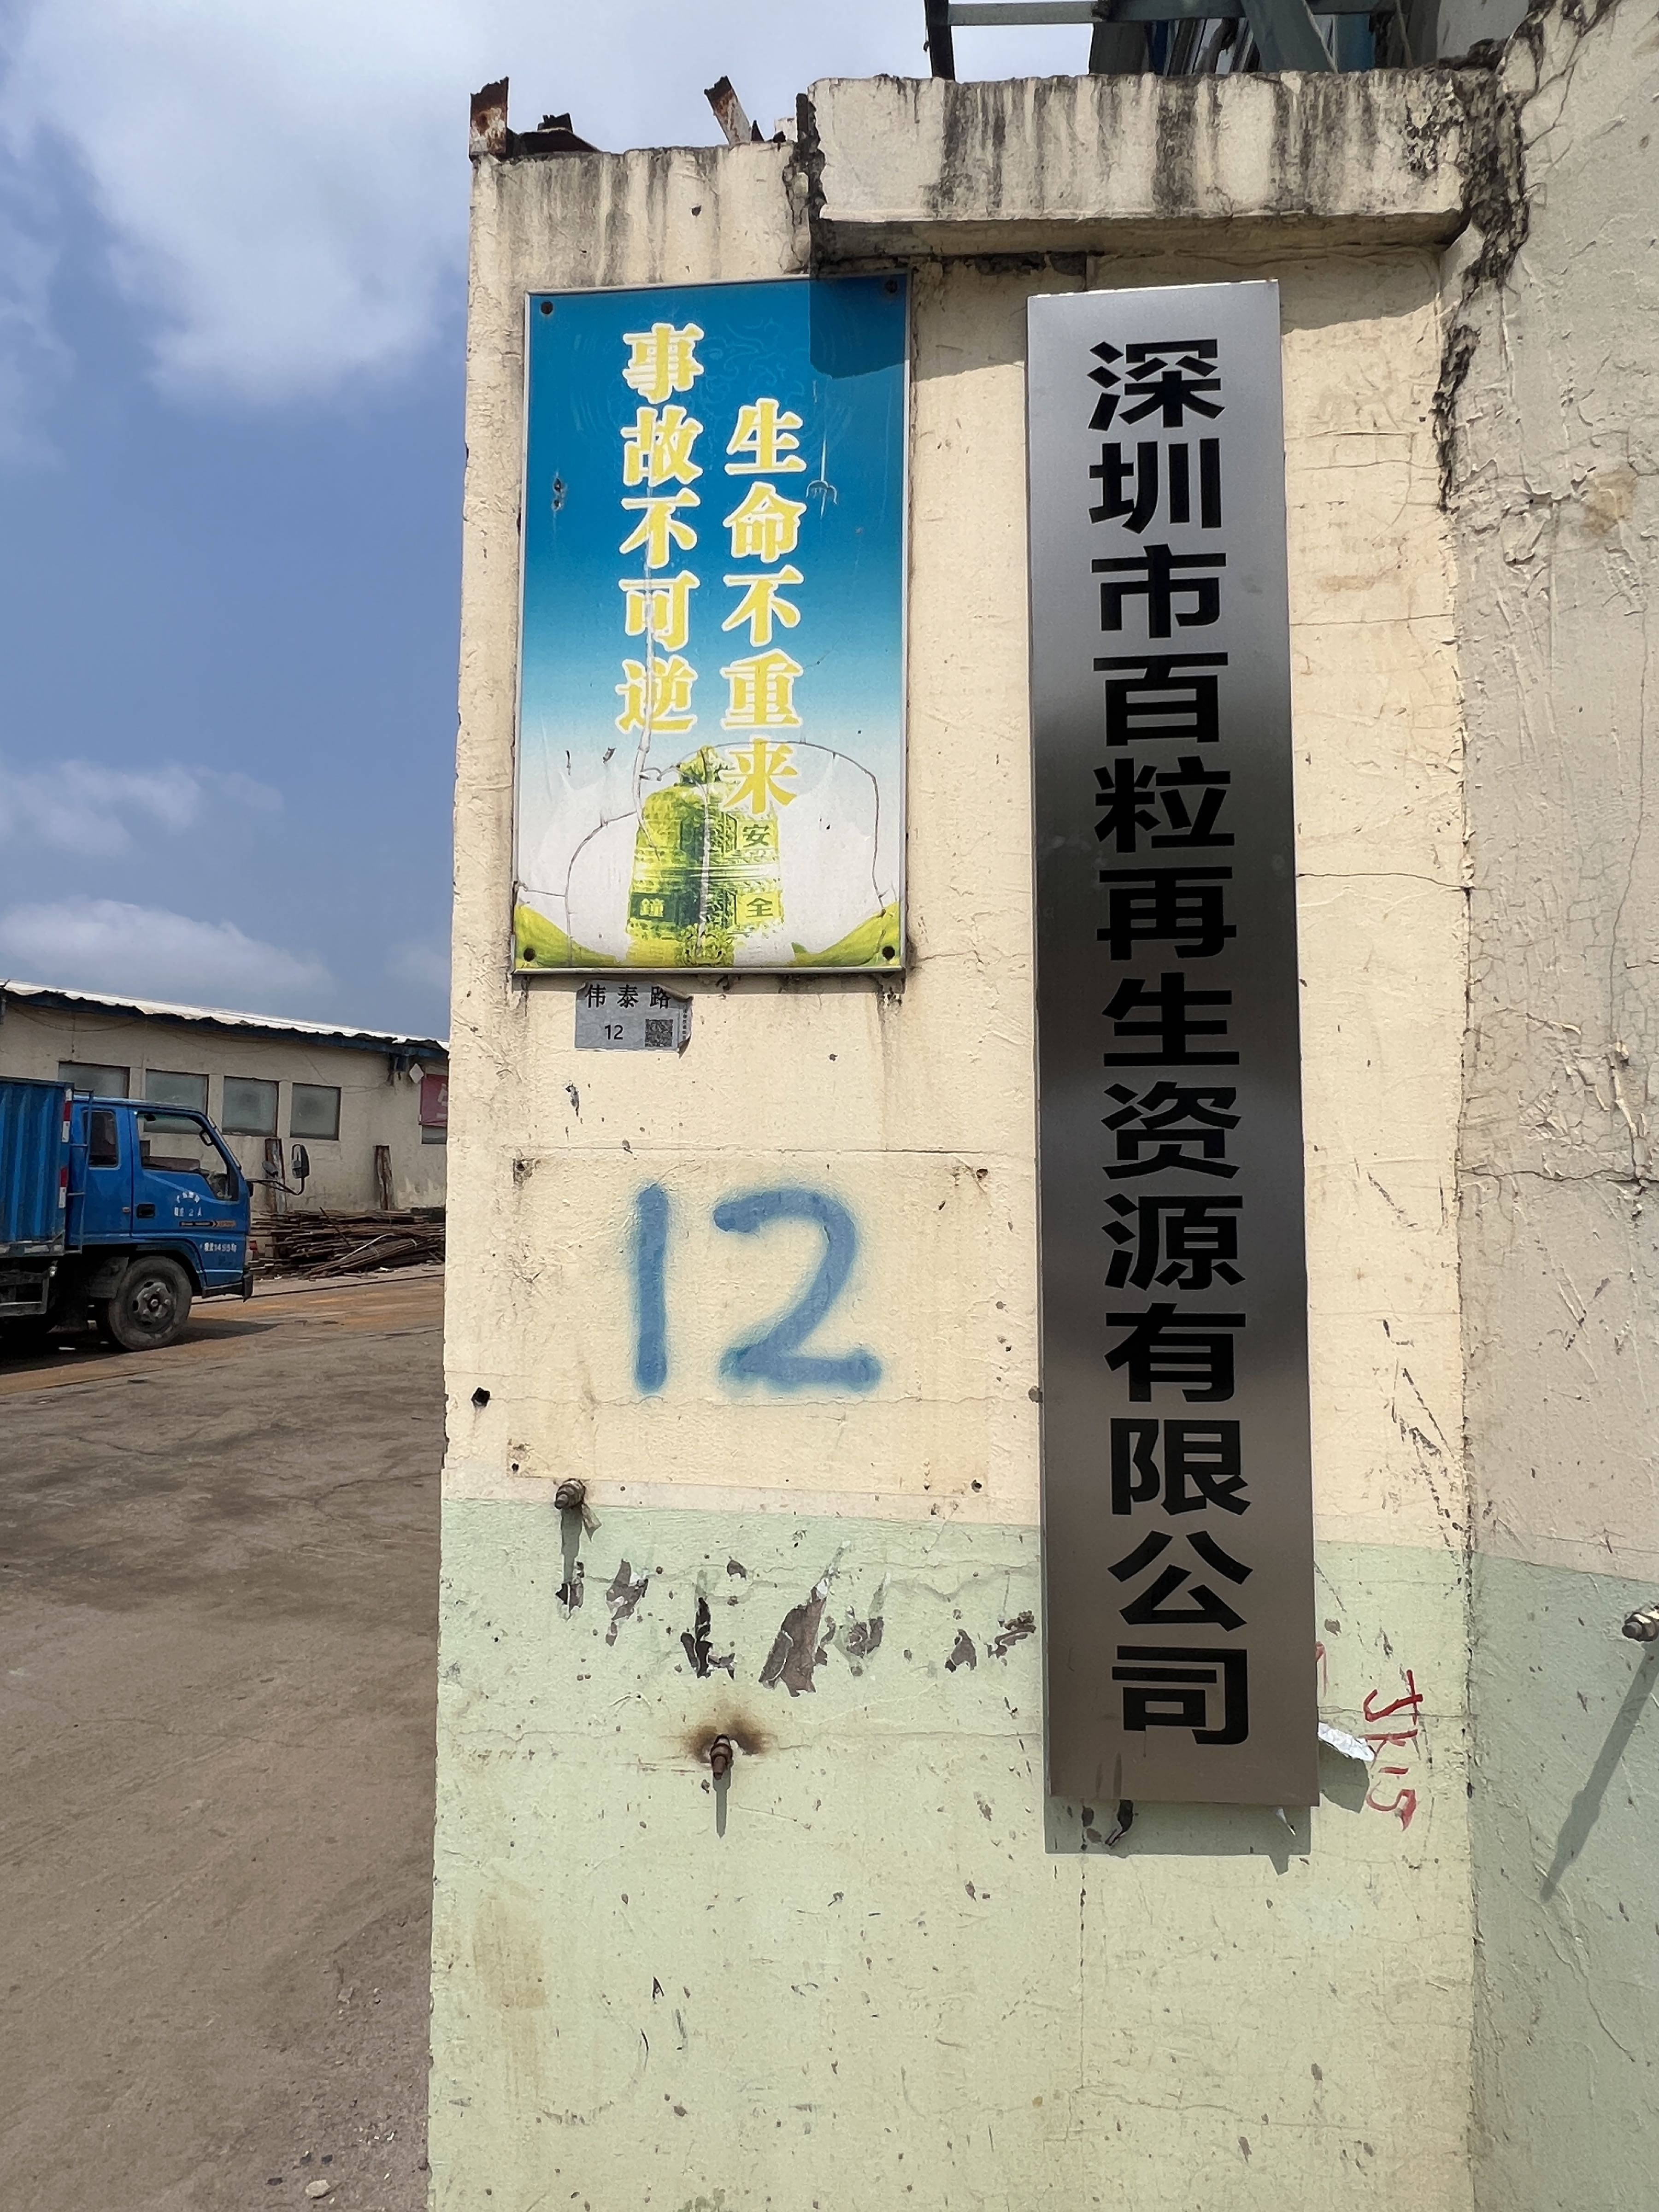 生命不重来
事故不可逆
安全
鐘
伟泰路
12
12
深圳市百粒再生资源有限公司